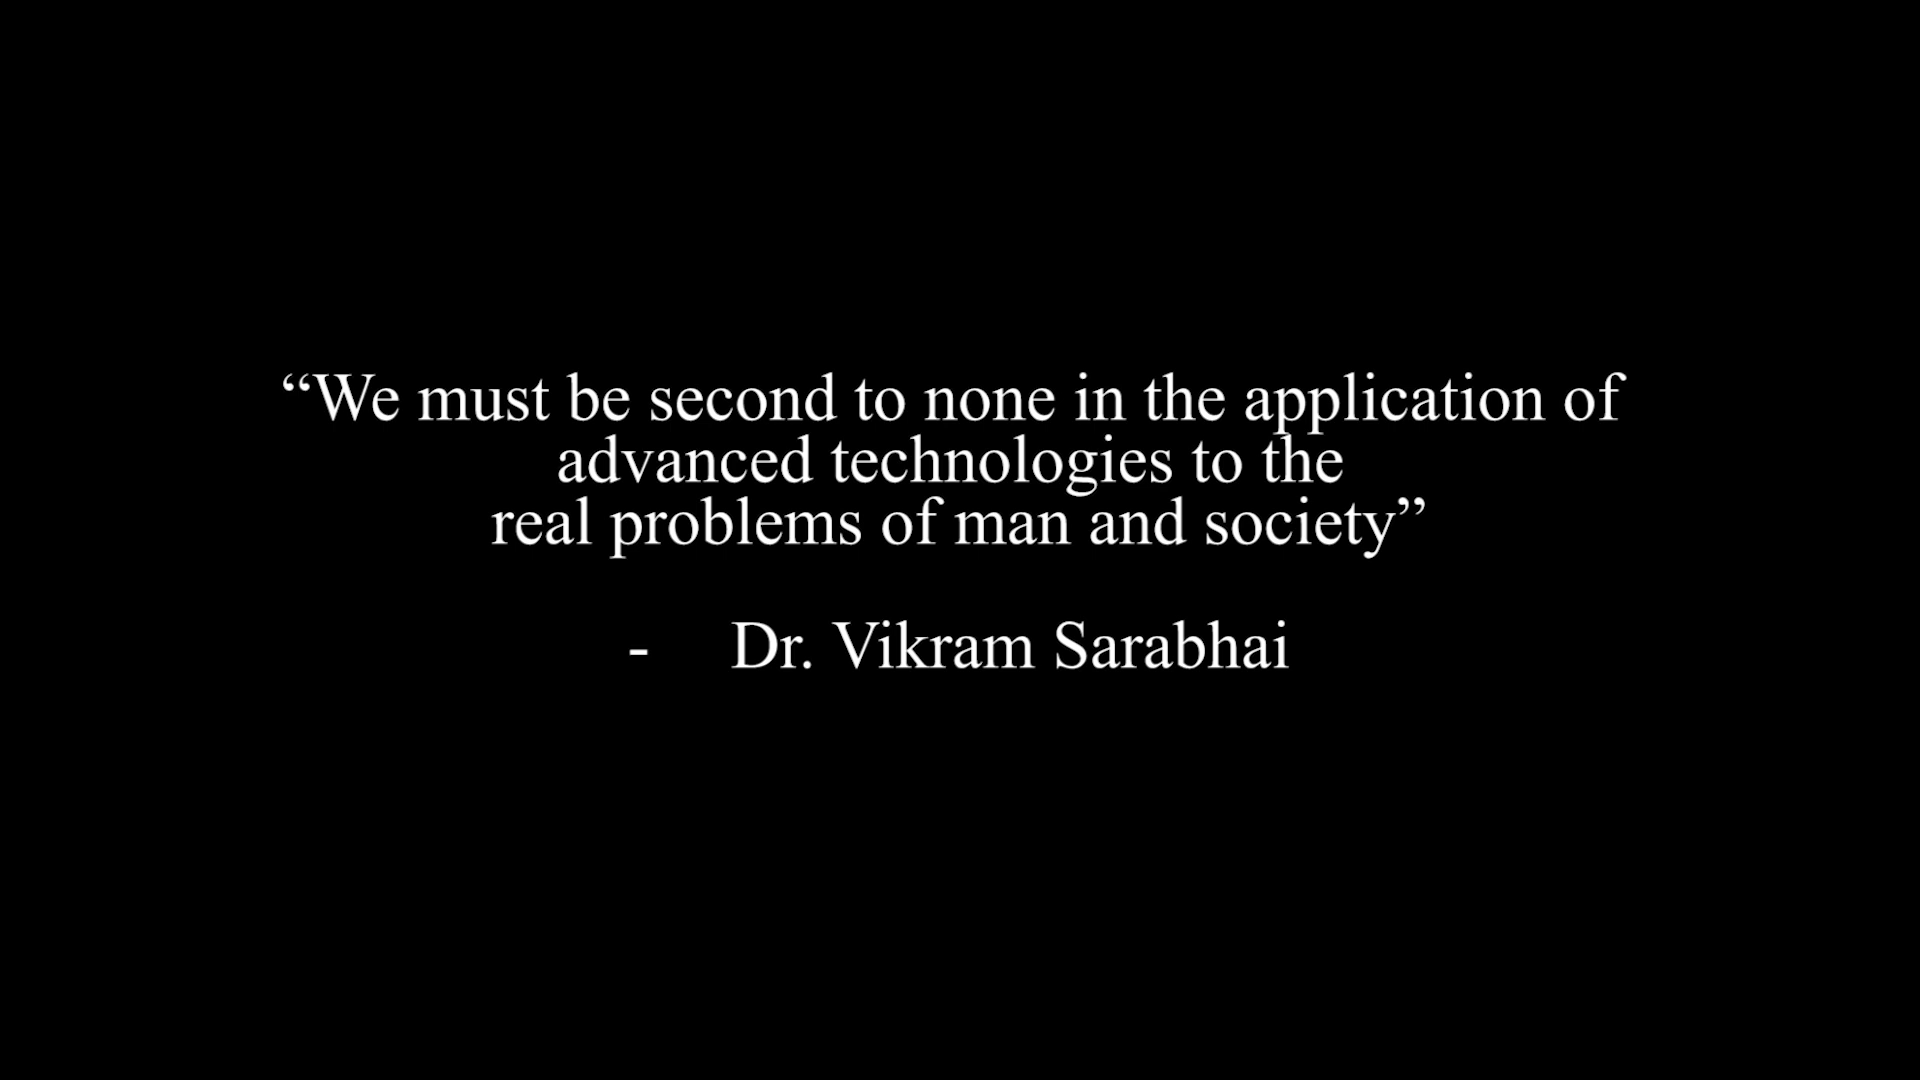 “We must be second to none in the application of
advanced technologies to the
real problems of man and society”
- Dr. Vikram Sarabhai